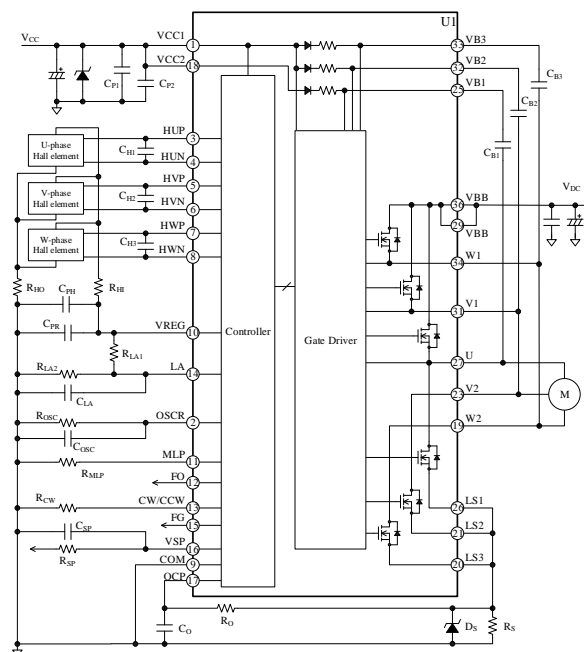 U1
VCC VCC1 1 33 VB3
VCC2 18 32 VB2
25 VB1
CP1 CP2 CB3
CB2
CB1
HUP 3
U-phase
Hall element
CH1
HUN 4
HVP 5
V-phase
Hall element
CH2
HVN 6
HWP 7
W-phase
Hall element
CH3
HWN 8
36 VBB VDC
29 VBB
34 W1
31 V1
27 U
23 V2
19 W2
M
RHO RHI
CPH
CPR
VREG 10
RLA1
RLA2 LA 14
CLA
Controller
Gate Driver
ROSC OSCR 2
COSC
MLP 11
RMLP
FO 12
RCW CW/CCW 13
FG 15
CSP
VSP 16
RSP
COM 9
OCP 17
26 LS1
21 LS2
20 LS3
RO
CO
DS
RS